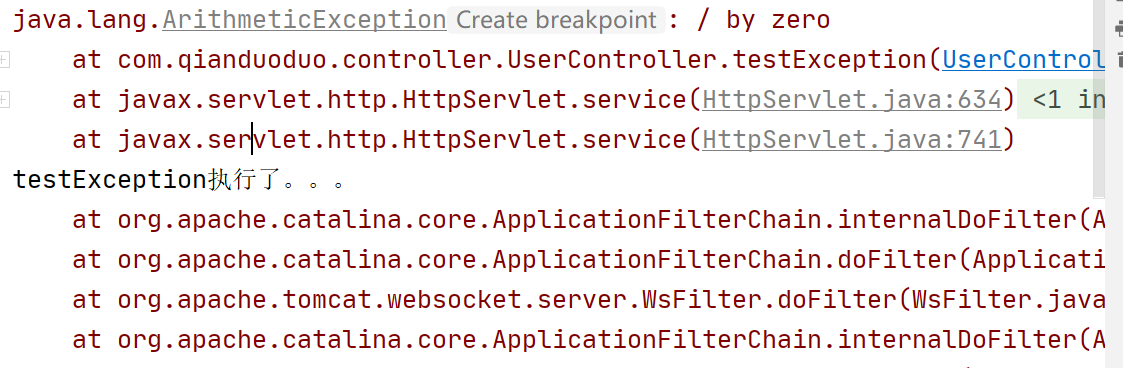 java.lang.ArithmeticException Create breakpoint : / by zero
at com.qianduoduo.controller.UserController.testException(UserControl
at javax.servlet.http.HttpServlet.service(HttpServlet.java:634) <1 in
at javax.servlet.http.HttpServlet.service(HttpServlet.java:741)
testException执行了。。。
at org.apache.catalina.core.ApplicationFilterChain.internalDoFilter(A
at org.apache.catalina.core.ApplicationFilterChain.doFilter(Applicati
at org.apache.tomcat.websocket.server.WsFilter.doFilter(WsFilter.java
at org.apache.catalina.core.ApplicationFilterChain.internalDoFilter(A